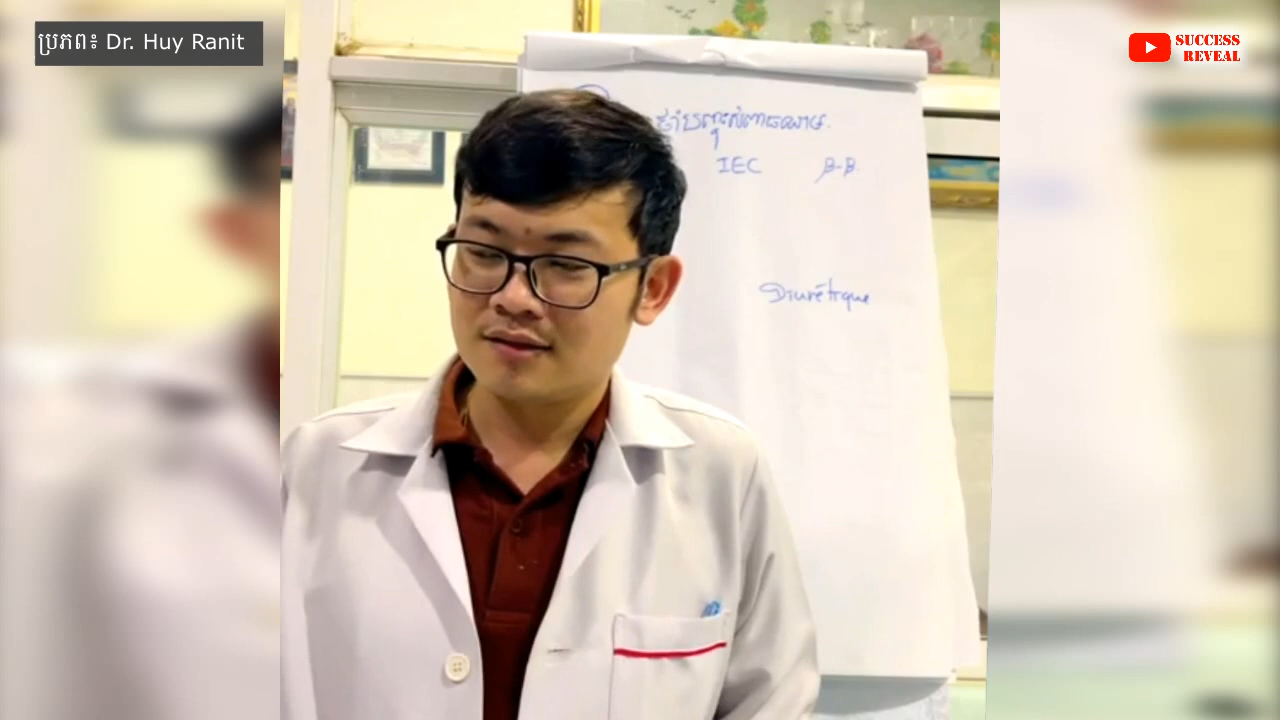 ប្រភព៖ Dr. Huy Ranit
SUCCESS
REVEAL
IEC B-B.
Diurétique